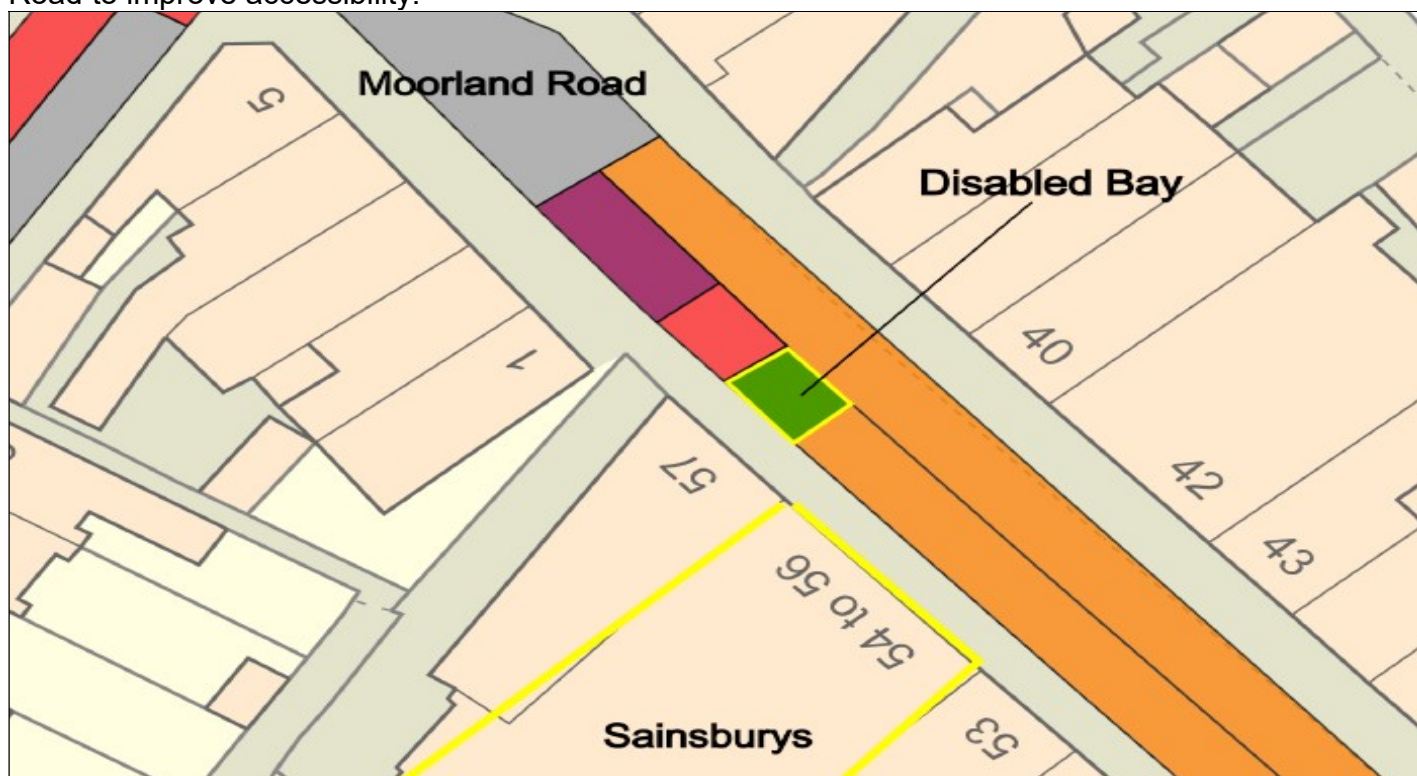 Road to improve accessibility.
Moorland Road
5
Disabled Bay
40
1
57
42
54 to 56
43
Sainsburys
53